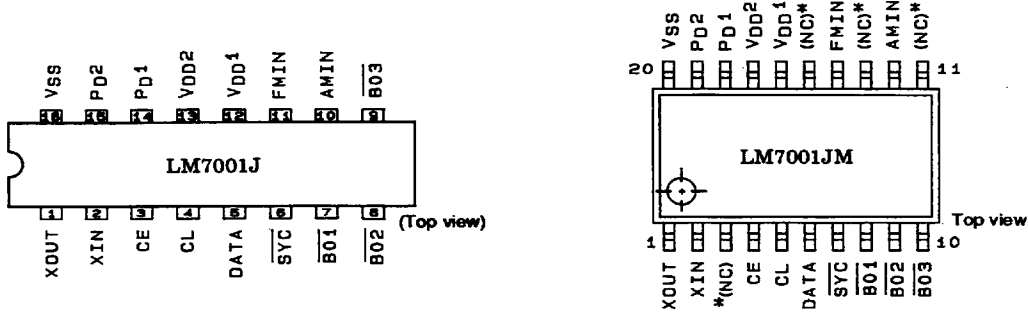 VSS PD2 PD1 VDD2 VDD1 FMIN AMIN BO3
16 15 14 13 12 11 10 9
LM7001J
1 2 3 4 5 6 7 8
(Top view)
XOUT XIN CE CL DATA SYC BO1 BO2
VSS PD2 PD1 VDD2 VDD1 (NC)* FMIN (NC)* AMIN (NC)*
20 11
LM7001JM
Top view
1 10
XOUT XIN *(NC) CE CL DATA SYC BO1 BO2 BO3